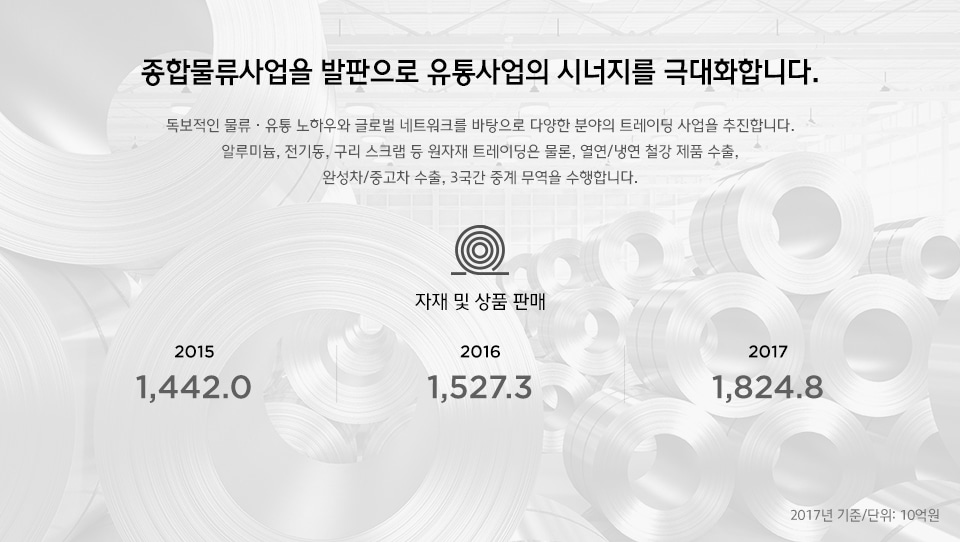 종합물류사업을 발판으로 유통사업의 시너지를 극대화합니다.
독보적인 물류 · 유통 노하우와 글로벌 네트워크를 바탕으로 다양한 분야의 트레이딩 사업을 추진합니다.
알루미늄, 전기동, 구리 스크랩 등 원자재 트레이딩은 물론, 열연/냉연 철강 제품 수출,
완성차/중고차 수출, 3국간 중계 무역을 수행합니다.
자재 및 상품 판매
2015 2016 2017
1,442.0 1,527.3 1,824.8
2017년 기준/단위: 10억원